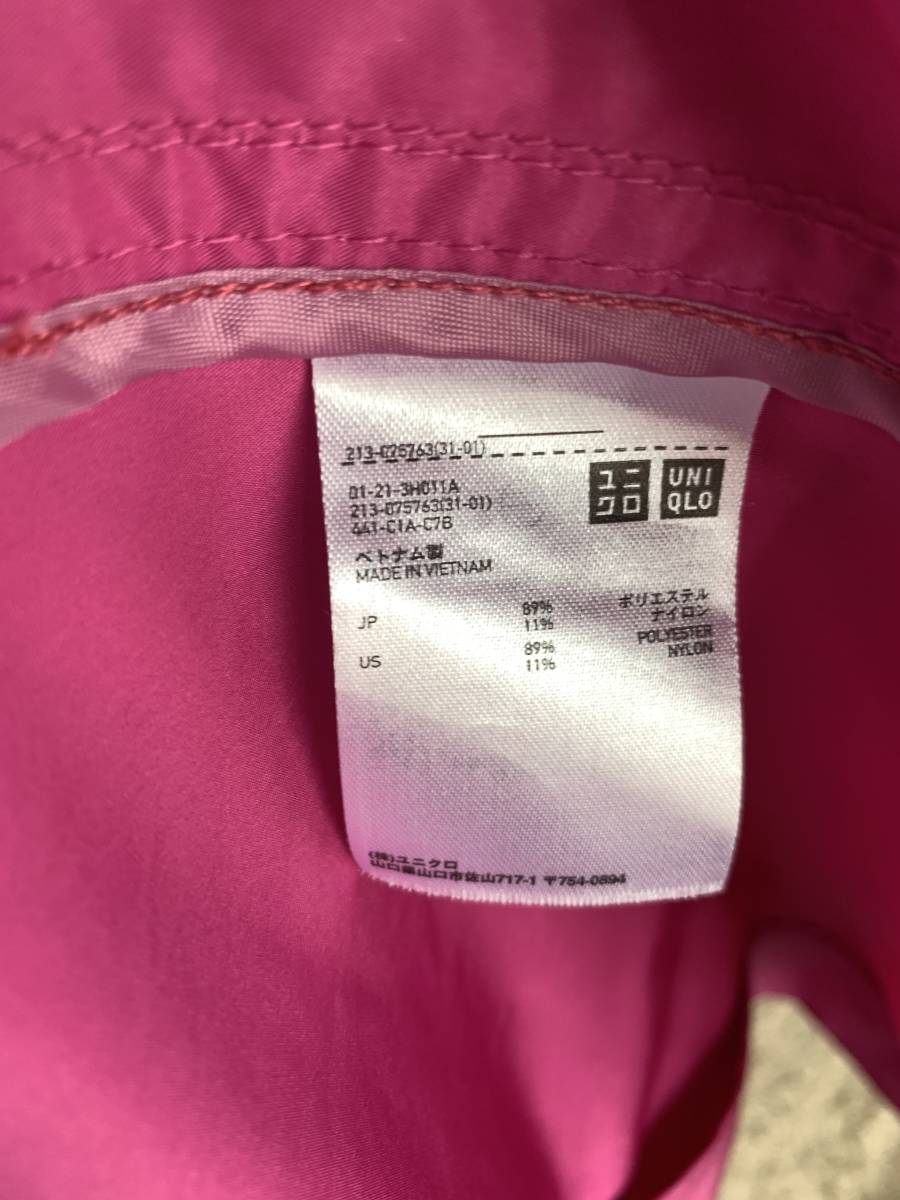 213-075763(31-01)
01-21-3H011A
213-075763(31-01)
441-C1A-C7B
ユニクロ
UNIQLO
ベトナム製
MADE IN VIETNAM
JP 89% ポリエステル
11% ナイロン
US 89% POLYESTER
11% NYLON
(株)ユニクロ
山口県山口市佐山717-1 〒754-0894